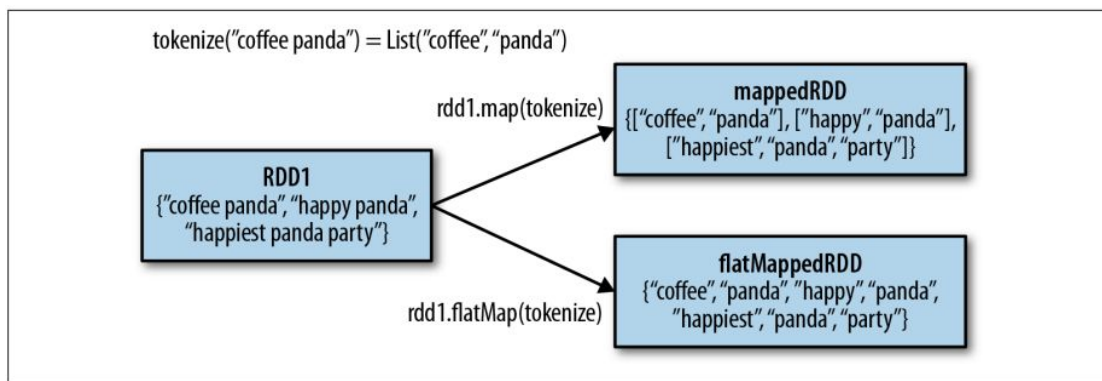 tokenize("coffee panda") = List("coffee", “panda”)
rdd1.map(tokenize)
mappedRDD
{[“coffee”,“panda”], [”happy”,“panda”],
[”happiest”,“panda”,“party”]}
RDD1
{”coffee panda”, “happy panda”,
“happiest panda party”}
rdd1.flatMap(tokenize)
flatMappedRDD
{“coffee”,“panda”, ”happy”,“panda”,
”happiest”,“panda”,“party”}